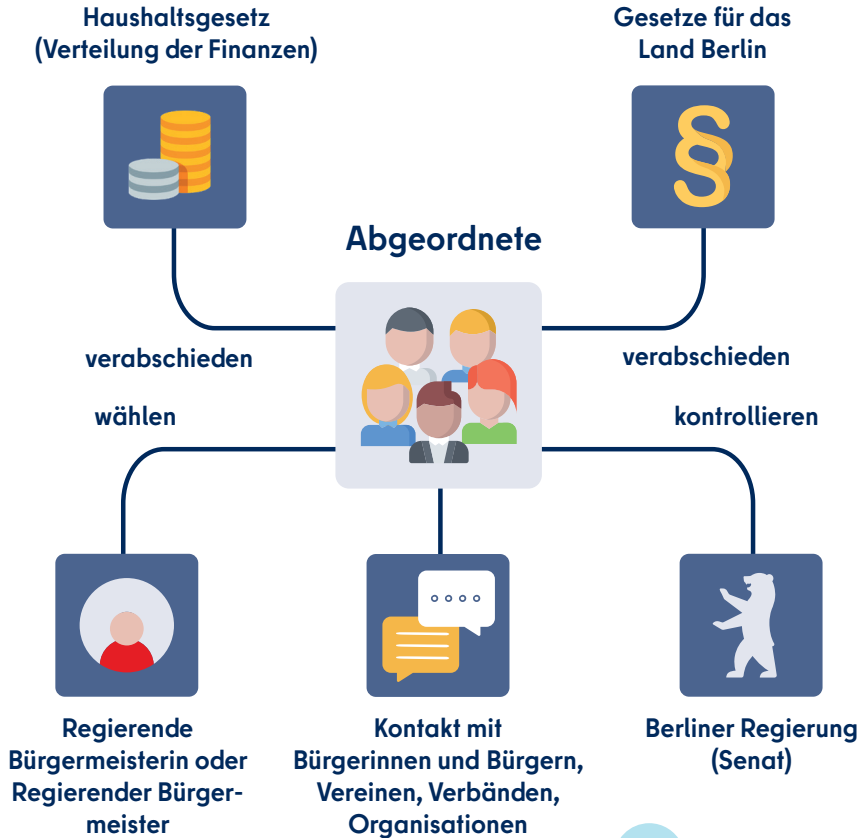 Haushaltsgesetz
(Verteilung der Finanzen)
Gesetze für das
Land Berlin
Abgeordnete
verabschieden
verabschieden
wählen
kontrollieren
Regierende
Bürgermeisterin oder
Regierender Bürger-
meister
Kontakt mit
Bürgerinnen und Bürgern,
Vereinen, Verbänden,
Organisationen
Berliner Regierung
(Senat)